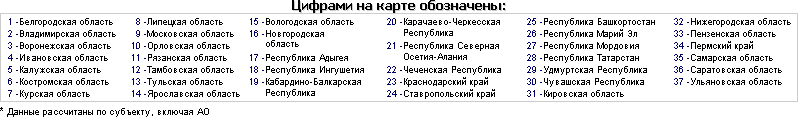 Цифрами на карте обозначены:
1 -Белгородская область
2 -Владимирская область
3 -Воронежская область
4 -Ивановская область
5 -Калужская область
6 -Костромская область
7 -Курская область
8 -Липецкая область
9 -Московская область
10 -Орловская область
11 -Рязанская область
12 -Тамбовская область
13 -Тульская область
14 -Ярославская область
15 -Вологодская область
16 -Новгородская
область
17 -Республика Адыгея
18 -Республика Ингушетия
19 -Кабардино-Балкарская
Республика
20 -Карачаево-Черкесская
Республика
21 -Республика Северная
Осетия-Алания
22 -Чеченская Республика
23 -Краснодарский край
24 -Ставропольский край
25 -Республика Башкортостан
26 -Республика Марий Эл
27 -Республика Мордовия
28 -Республика Татарстан
29 -Удмуртская Республика
30 -Чувашская Республика
31 -Кировская область
32 -Нижегородская область
33 -Пензенская область
34 -Пермский край
35 -Самарская область
36 -Саратовская область
37 -Ульяновская область
* Данные рассчитаны по субъекту, включая АО